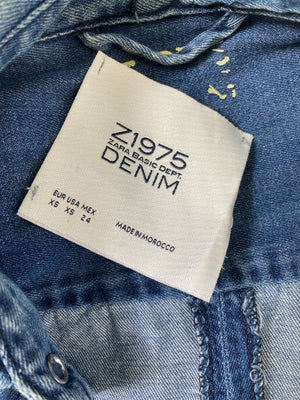 Z1975
ZARA BASIC DEPT.
DENIM
EUR USA MEX
XS XS 24
MADE IN MOROCCO